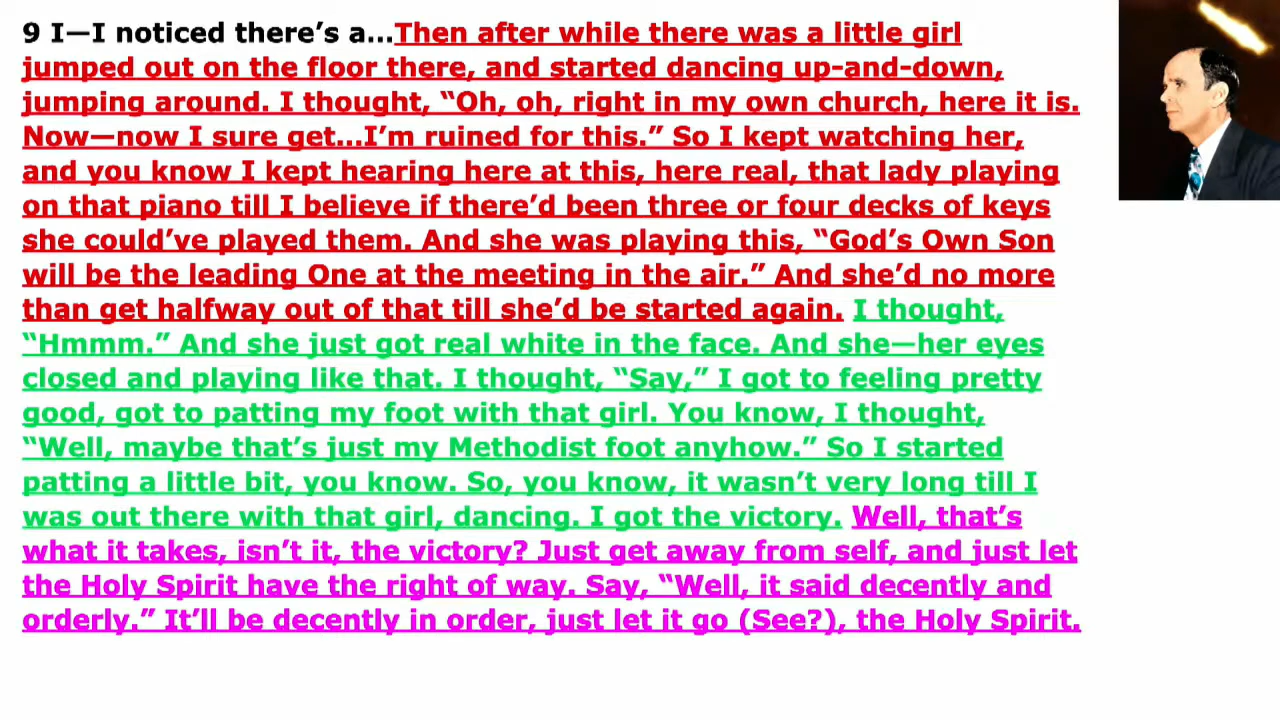 9 I—I noticed there’s a...Then after while there was a little girl
jumped out on the floor there, and started dancing up-and-down,
jumping around. I thought, “Oh, oh, right in my own church, here it is.
Now—now I sure get...I’m ruined for this.” So I kept watching her,
and you know I kept hearing here at this, here real, that lady playing
on that piano till I believe if there’d been three or four decks of keys
she could’ve played them. And she was playing this, “God’s Own Son
will be the leading One at the meeting in the air.” And she’d no more
than get halfway out of that till she’d be started again. I thought,
“Hmmm.” And she just got real white in the face. And she—her eyes
closed and playing like that. I thought, “Say,” I got to feeling pretty
good, got to patting my foot with that girl. You know, I thought,
“Well, maybe that’s just my Methodist foot anyhow.” So I started
patting a little bit, you know. So, you know, it wasn’t very long till I
was out there with that girl, dancing. I got the victory. Well, that’s
what it takes, isn’t it, the victory? Just get away from self, and just let
the Holy Spirit have the right of way. Say, “Well, it said decently and
orderly.” It’ll be decently in order, just let it go (See?), the Holy Spirit.